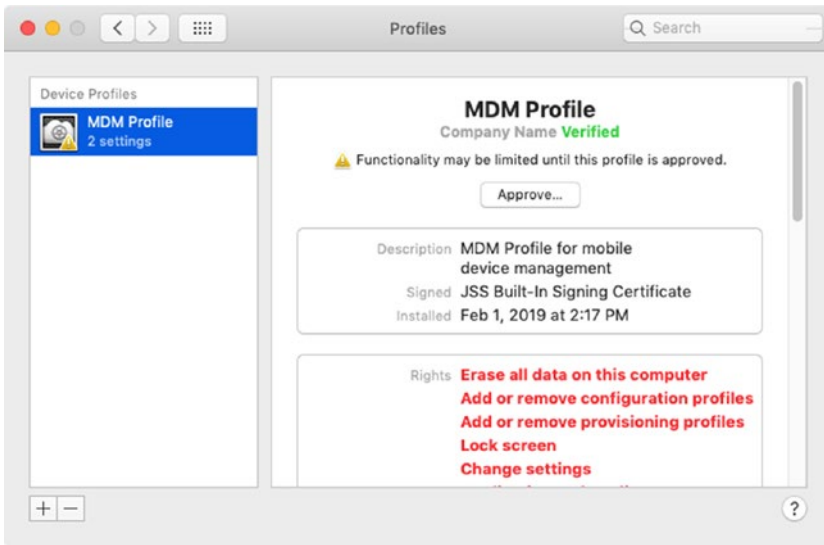 Profiles
Search
Device Profiles
MDM Profile
2 settings
MDM Profile
Company Name Verified
Functionality may be limited until this profile is approved.
Approve...
Description MDM Profile for mobile
device management
Signed JSS Built-In Signing Certificate
Installed Feb 1, 2019 at 2:17 PM
Rights Erase all data on this computer
Add or remove configuration profiles
Add or remove provisioning profiles
Lock screen
Change settings
+ −
?